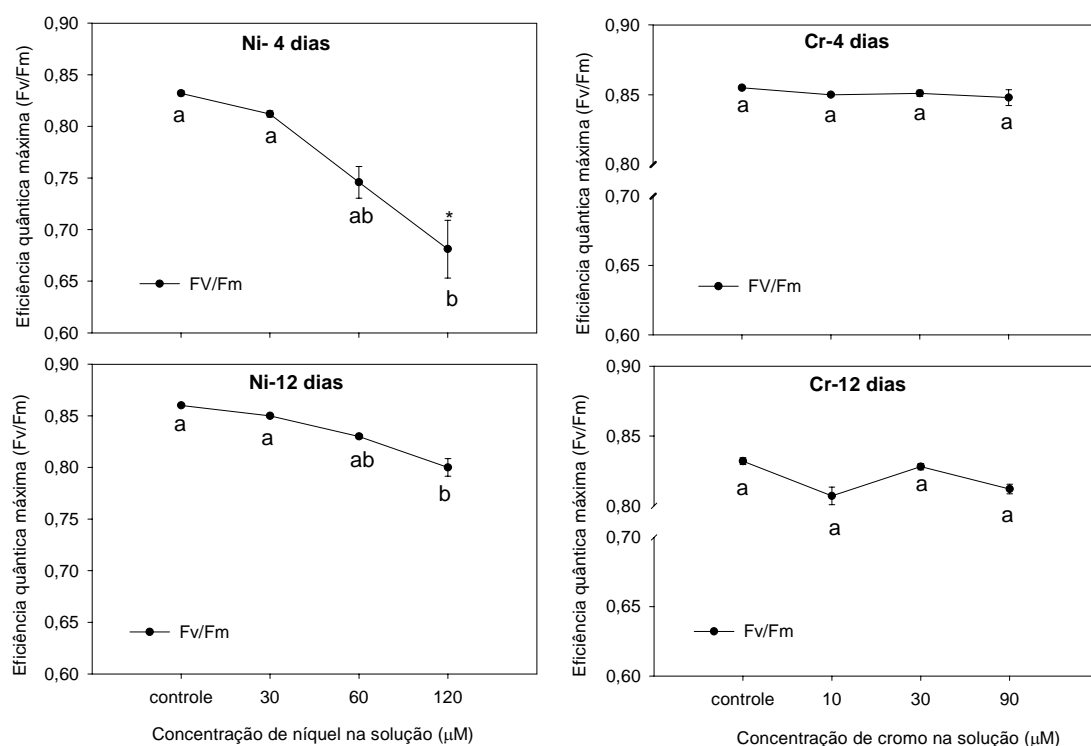 Ni- 4 dias
Eficiência quântica máxima (Fv/Fm)
0,90
0,85
0,80
0,75
0,70
0,65
0,60
a
a
ab
*
b
FV/Fm
Cr-4 dias
Eficiência quântica máxima (Fv/Fm)
0,90
0,85
0,80
0,70
0,65
0,60
a
a
a
a
FV/Fm
Ni-12 dias
Eficiência quântica máxima (Fv/Fm)
0,90
0,85
0,80
0,75
0,70
0,65
0,60
a
a
ab
b
Fv/Fm
controle 30 60 120
Concentração de níquel na solução (μM)
Cr-12 dias
Eficiência quântica máxima (Fv/Fm)
0,90
0,85
0,80
0,70
0,65
0,60
a
a
a
a
Fv/Fm
controle 10 30 90
Concentração de cromo na solução (μM)